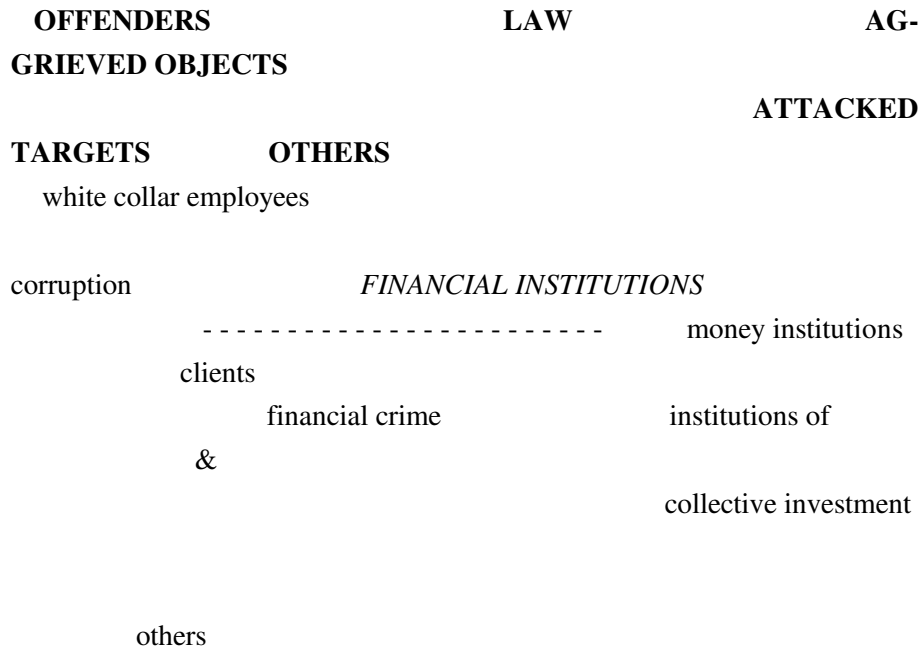 OFFENDERS LAW AG-
GRIEVED OBJECTS
ATTACKED
TARGETS OTHERS
white collar employees
corruption FINANCIAL INSTITUTIONS
- - - - - - - - - - - - - - - - - - - - - - - - money institutions
clients
financial crime institutions of
&
collective investment
others